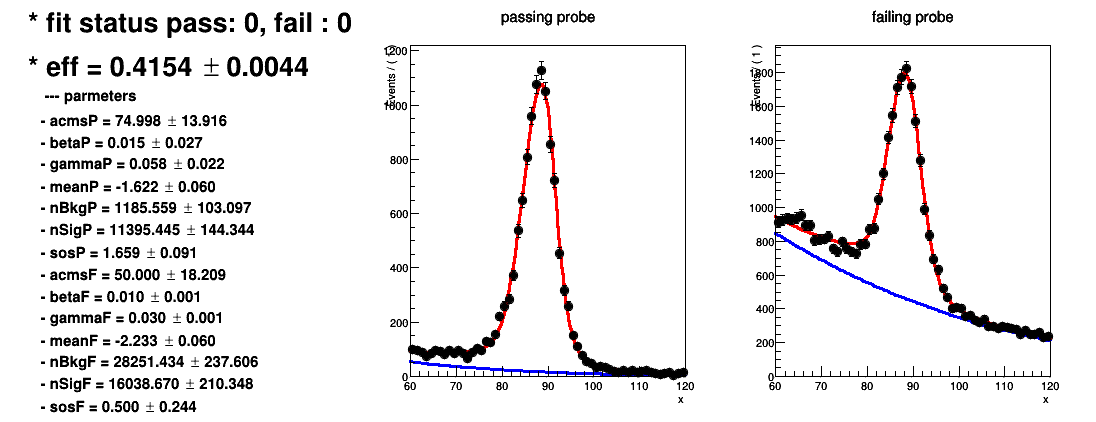 * fit status pass: 0, fail : 0
* eff = 0.4154 ± 0.0044
--- parmeters
- acmsP = 74.998 ± 13.916
- betaP = 0.015 ± 0.027
- gammaP = 0.058 ± 0.022
- meanP = -1.622 ± 0.060
- nBkgP = 1185.559 ± 103.097
- nSigP = 11395.445 ± 144.344
- sosP = 1.659 ± 0.091
- acmsF = 50.000 ± 18.209
- betaF = 0.010 ± 0.001
- gammaF = 0.030 ± 0.001
- meanF = -2.233 ± 0.060
- nBkgF = 28251.434 ± 237.606
- nSigF = 16038.670 ± 210.348
- sosF = 0.500 ± 0.244
passing probe
Events / ( 1 )
1200
1000
800
600
400
200
0
60 70 80 90 100 110 120
x
failing probe
Events / ( 1 )
1800
1600
1400
1200
1000
800
600
400
200
0
60 70 80 90 100 110 120
x